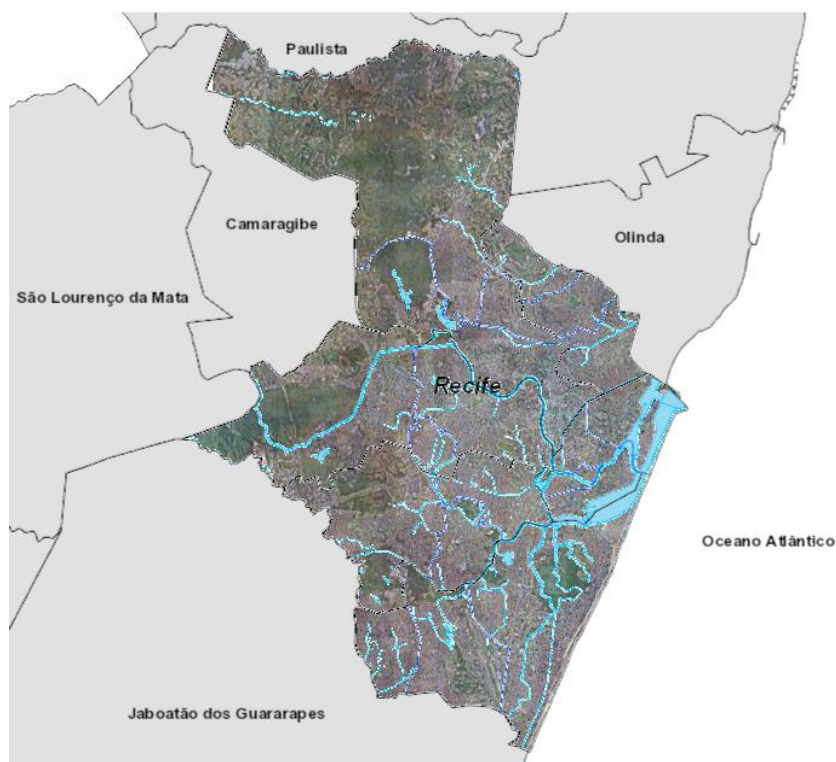 Paulista
Camaragibe
Olinda
São Lourenço da Mata
Recife
Oceano Atlântico
Jaboatão dos Guararapes